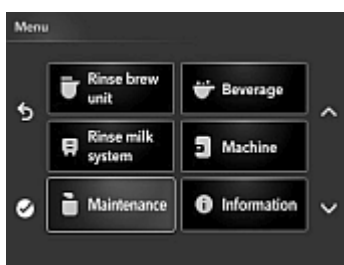 Menu
Rinse brew
unit
Beverage
Rinse milk
system
Machine
Maintenance
Information